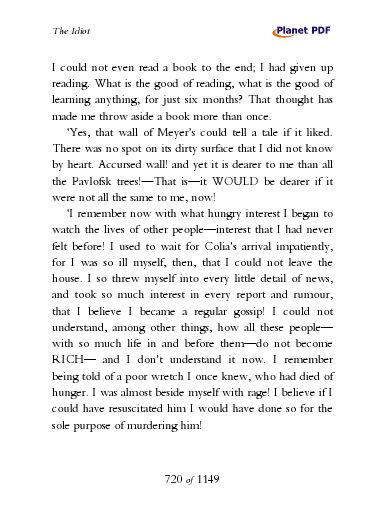 The Idiot
Planet PDF
I could not even read a book to the end; I had given up
reading. What is the good of reading, what is the good of
learning anything, for just six months? That thought has
made me throw aside a book more than once.
‘Yes, that wall of Meyer’s could tell a tale if it liked.
There was no spot on its dirty surface that I did not know
by heart. Accursed wall! and yet it is dearer to me than all
the Pavlofsk trees!—That is—it WOULD be dearer if it
were not all the same to me, now!
‘I remember now with what hungry interest I began to
watch the lives of other people—interest that I had never
felt before! I used to wait for Colia’s arrival impatiently,
for I was so ill myself, then, that I could not leave the
house. I so threw myself into every little detail of news,
and took so much interest in every report and rumour,
that I believe I became a regular gossip! I could not
understand, among other things, how all these people—
with so much life in and before them—do not become
RICH— and I don’t understand it now. I remember
being told of a poor wretch I once knew, who had died of
hunger. I was almost beside myself with rage! I believe if I
could have resuscitated him I would have done so for the
sole purpose of murdering him!
720 of 1149